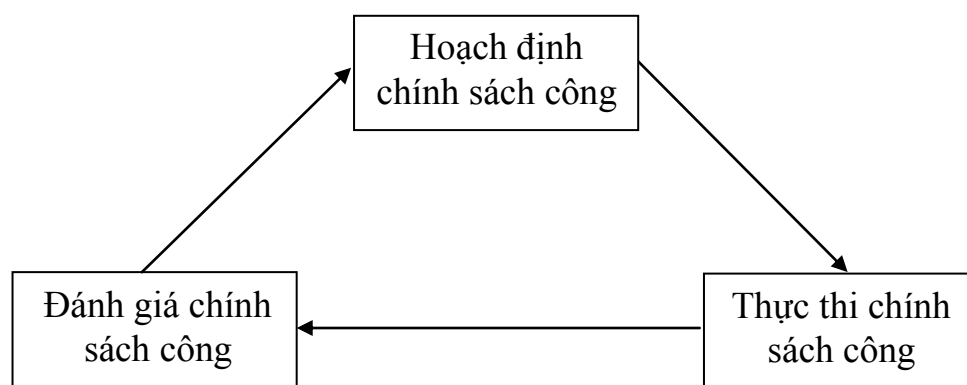 Hoạch định
chính sách công
Đánh giá chính
sách công
Thực thi chính
sách công